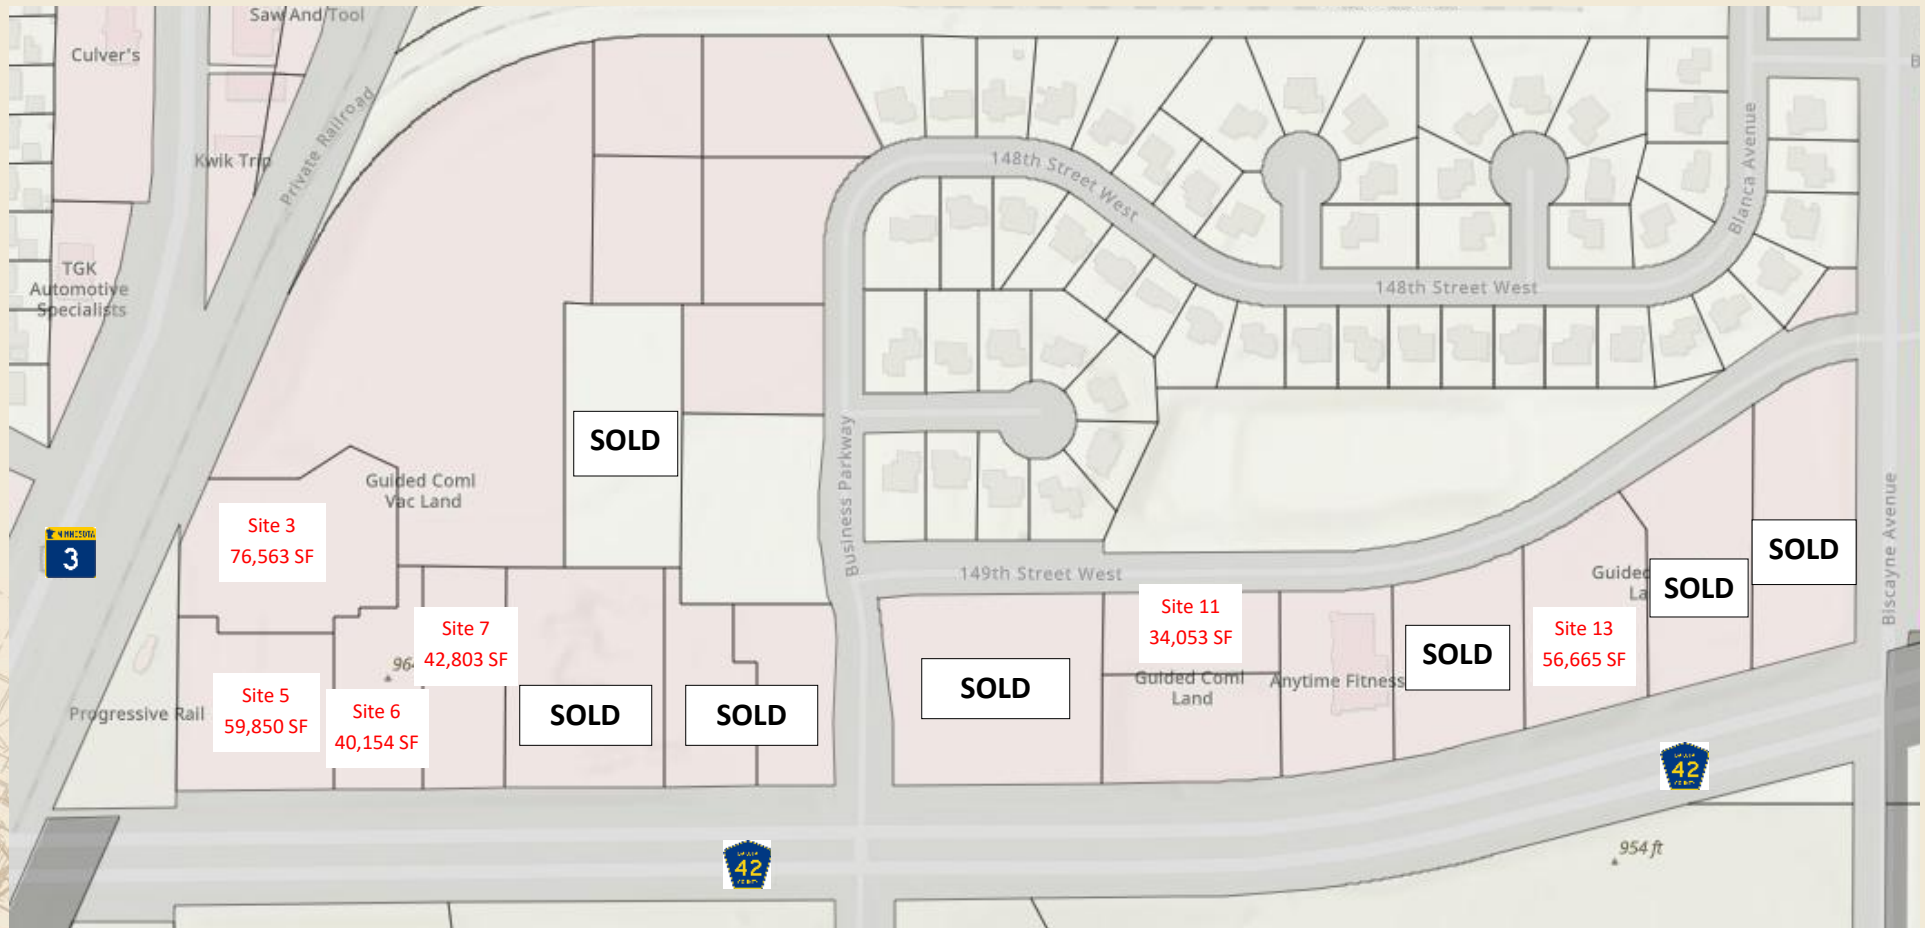 Saw And Tool
Culver's
Kwik Trip
Private Railroad
TGK
Automotive
Specialists
148th Street West
148th Street West
Blanca Avenue
B
SOLD
Business Parkway
Guided Coml
Vac Land
Site 3
76,563 SF
MINNESOTA
3
149th Street West
Biscayne Avenue
SOLD
Guided
La
SOLD
Site 11
34,053 SF
Site 7
42,803 SF
964
Site 13
56,665 SF
SOLD
Guided Coml
Land
Anytime Fitness
SOLD
Site 5
59,850 SF
Site 6
40,154 SF
Progressive Rail
SOLD
SOLD
42
42
954 ft